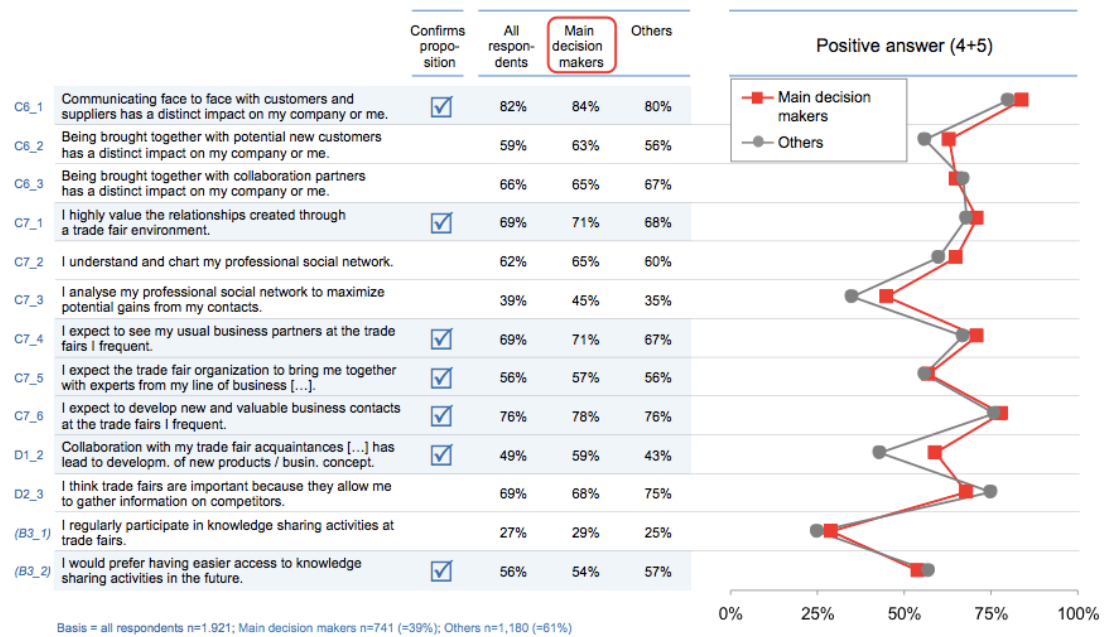 Confirms
propo-
sition
All
respon-
dents
Main
decision
makers
Others
Positive answer (4+5)
C6_1
Communicating face to face with customers and
suppliers has a distinct impact on my company or me.
82% 84% 80%
C6_2
Being brought together with potential new customers
has a distinct impact on my company or me.
59% 63% 56%
C6_3
Being brought together with collaboration partners
has a distinct impact on my company or me.
66% 65% 67%
C7_1
I highly value the relationships created through
a trade fair environment.
69% 71% 68%
C7_2
I understand and chart my professional social network.
62% 65% 60%
C7_3
I analyse my professional social network to maximize
potential gains from my contacts.
39% 45% 35%
C7_4
I expect to see my usual business partners at the trade
fairs I frequent.
69% 71% 67%
C7_5
I expect the trade fair organization to bring me together
with experts from my line of business [...].
56% 57% 56%
C7_6
I expect to develop new and valuable business contacts
at the trade fairs I frequent.
76% 78% 76%
D1_2
Collaboration with my trade fair acquaintances [...] has
lead to developm. of new products / busin. concept.
49% 59% 43%
D2_3
I think trade fairs are important because they allow me
to gather information on competitors.
69% 68% 75%
(B3_1)
I regularly participate in knowledge sharing activities at
trade fairs.
27% 29% 25%
(B3_2)
I would prefer having easier access to knowledge
sharing activities in the future.
56% 54% 57%
Main decision
makers
Others
0% 25% 50% 75% 100%
Basis = all respondents n=1.921; Main decision makers n=741 (=39%); Others n=1,180 (=61%)